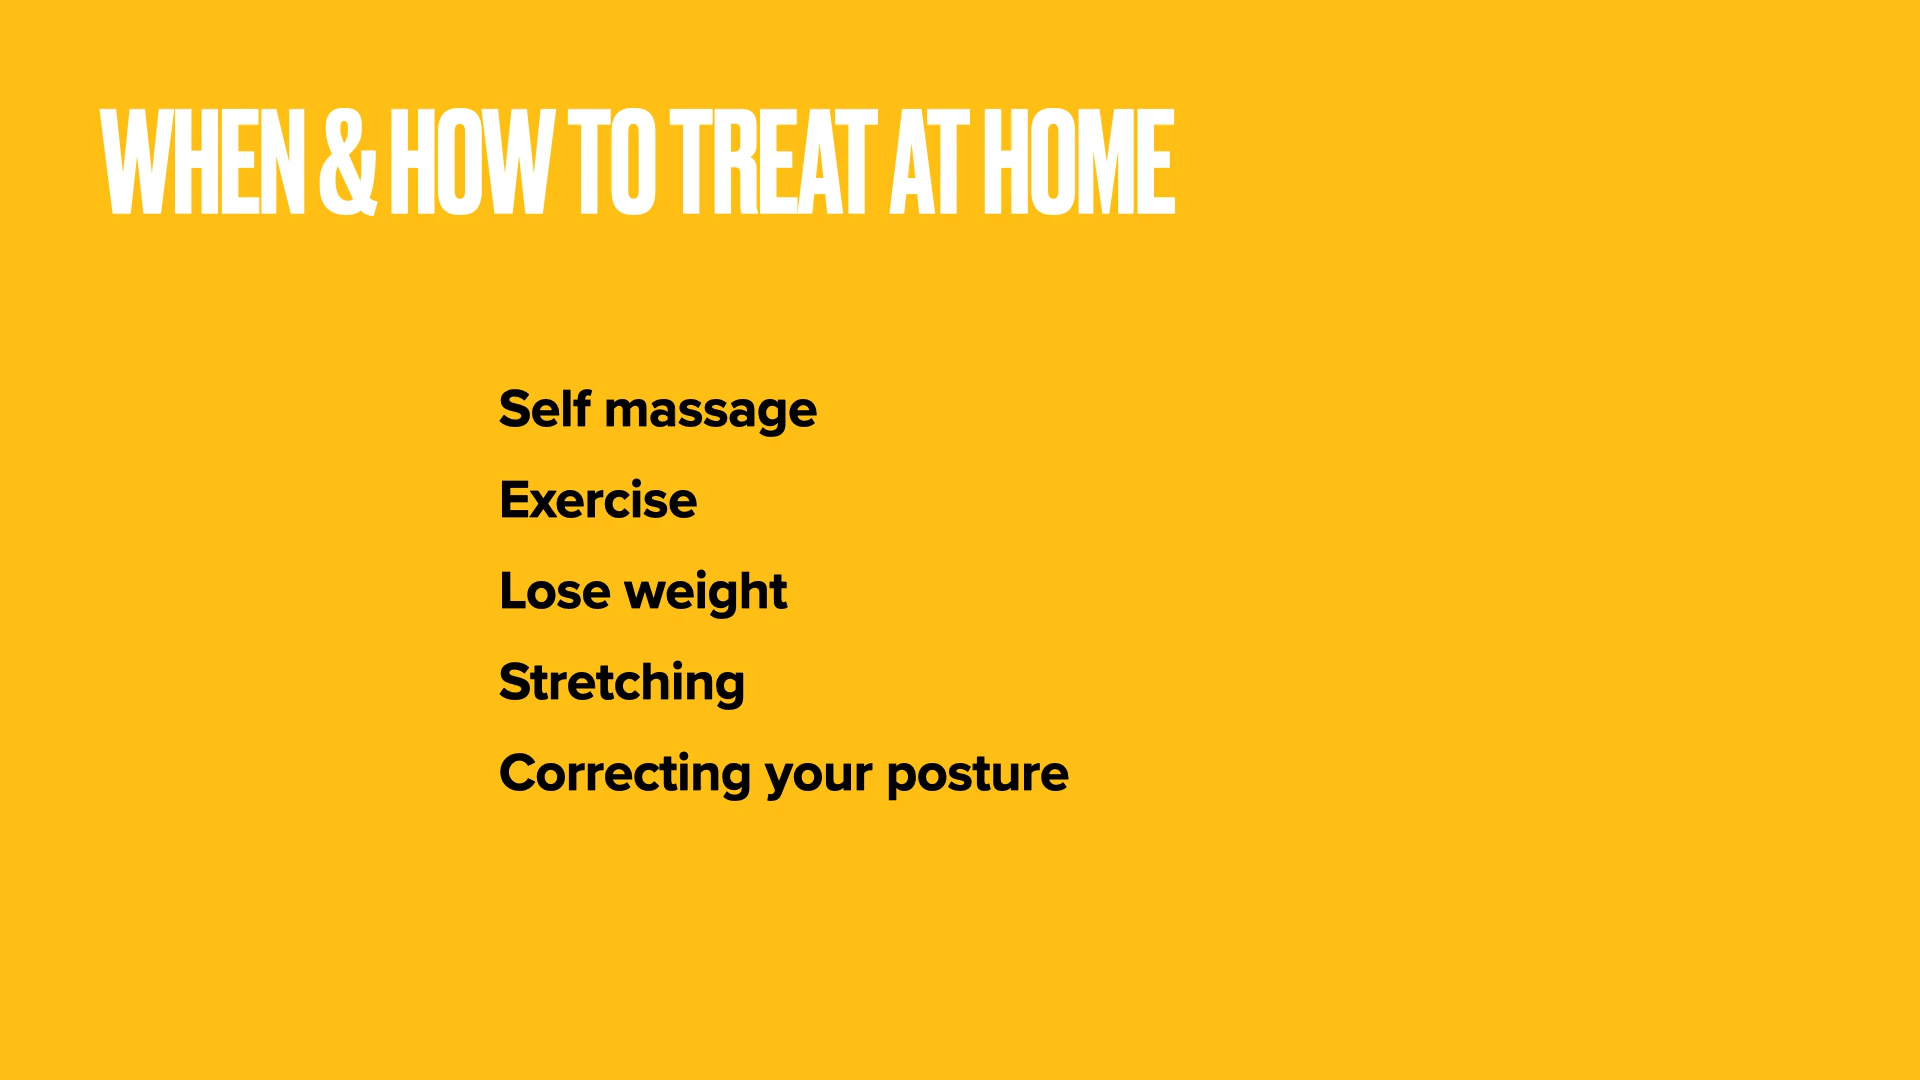 WHEN & HOW TO TREAT AT HOME
Self massage
Exercise
Lose weight
Stretching
Correcting your posture